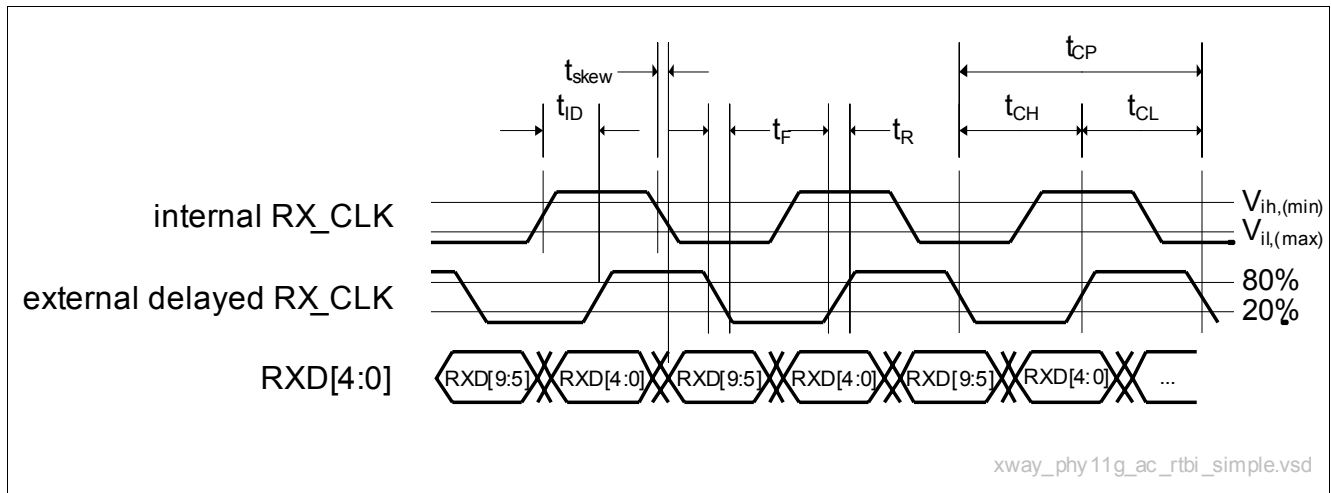 tCP
tskew
tID
tF
tR
tCH
tCL
internal RX_CLK
Vih,(min)
Vil,(max)
external delayed RX_CLK
80%
20%
RXD[4:0]
RXD[9:5] RXD[4:0] RXD[9:5] RXD[4:0] RXD[9:5] RXD[4:0] ...
xway_phy11g_ac_rtbi_simple.vsd